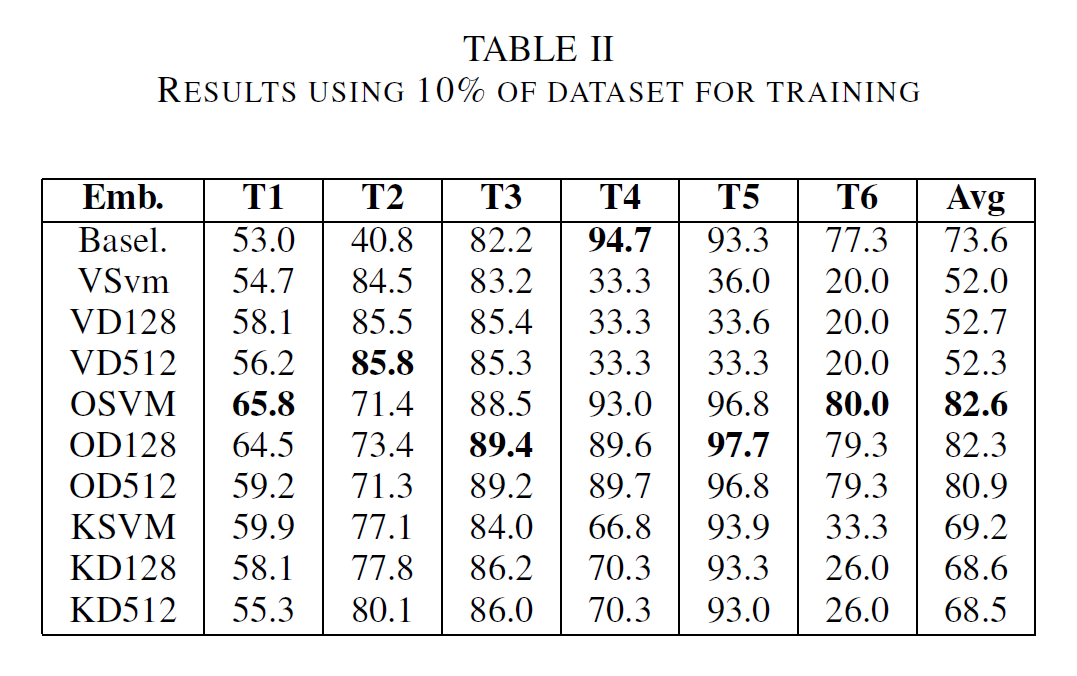 TABLE II
RESULTS USING 10% OF DATASET FOR TRAINING
Emb. T1 T2 T3 T4 T5 T6 Avg
Basel. 53.0 40.8 82.2 94.7 93.3 77.3 73.6
VSvm 54.7 84.5 83.2 33.3 36.0 20.0 52.0
VD128 58.1 85.5 85.4 33.3 33.6 20.0 52.7
VD512 56.2 85.8 85.3 33.3 33.3 20.0 52.3
OSVM 65.8 71.4 88.5 93.0 96.8 80.0 82.6
OD128 64.5 73.4 89.4 89.6 97.7 79.3 82.3
OD512 59.2 71.3 89.2 89.7 96.8 79.3 80.9
KSVM 59.9 77.1 84.0 66.8 93.9 33.3 69.2
KD128 58.1 77.8 86.2 70.3 93.3 26.0 68.6
KD512 55.3 80.1 86.0 70.3 93.0 26.0 68.5